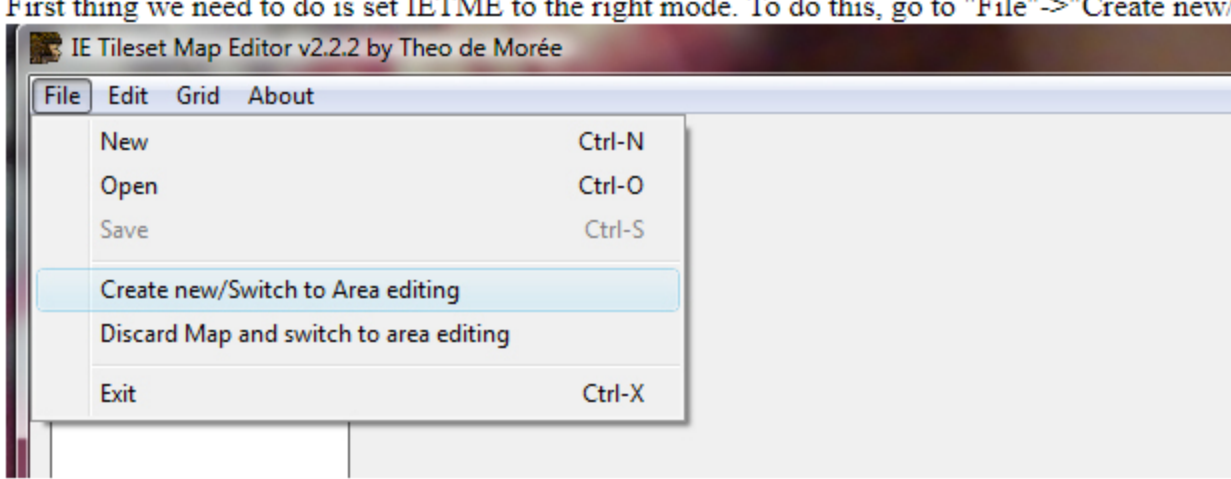 First thing we need to do is set IETME to the right mode. To do this, go to "File"->"Create new/
IE Tileset Map Editor v2.2.2 by Theo de Morée
File Edit Grid About
New Ctrl-N
Open Ctrl-O
Save Ctrl-S
Create new/Switch to Area editing
Discard Map and switch to area editing
Exit Ctrl-X